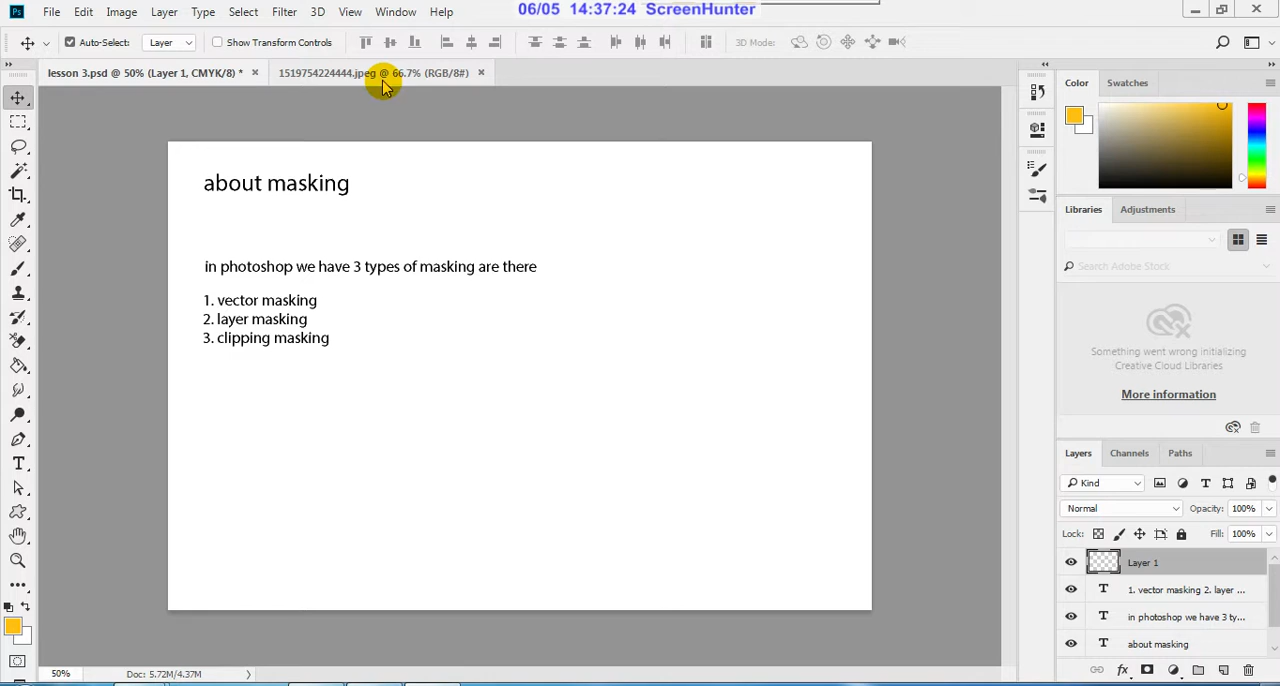 06/05 14:37:24 ScreenHunter
Ps File Edit Image Layer Type Select Filter 3D View Window Help
Auto-Select: Layer Show Transform Controls 3D Mode:
lesson 3.psd @ 50% (Layer 1, CMYK/8) * × 1519754224444.jpeg @ 66.7% (RGB/8#) ×
Color Swatches
about masking
in photoshop we have 3 types of masking are there
1. vector masking
2. layer masking
3. clipping masking
Libraries Adjustments
Search Adobe Stock
Something went wrong initializing
Creative Cloud Libraries
More information
Layers Channels Paths
Kind
Normal Opacity: 100%
Lock: Fill: 100%
Layer 1
T 1. vector masking 2. layer ...
T in photoshop we have 3 ty...
T about masking
fx
50% Doc: 5.72M/4.37M